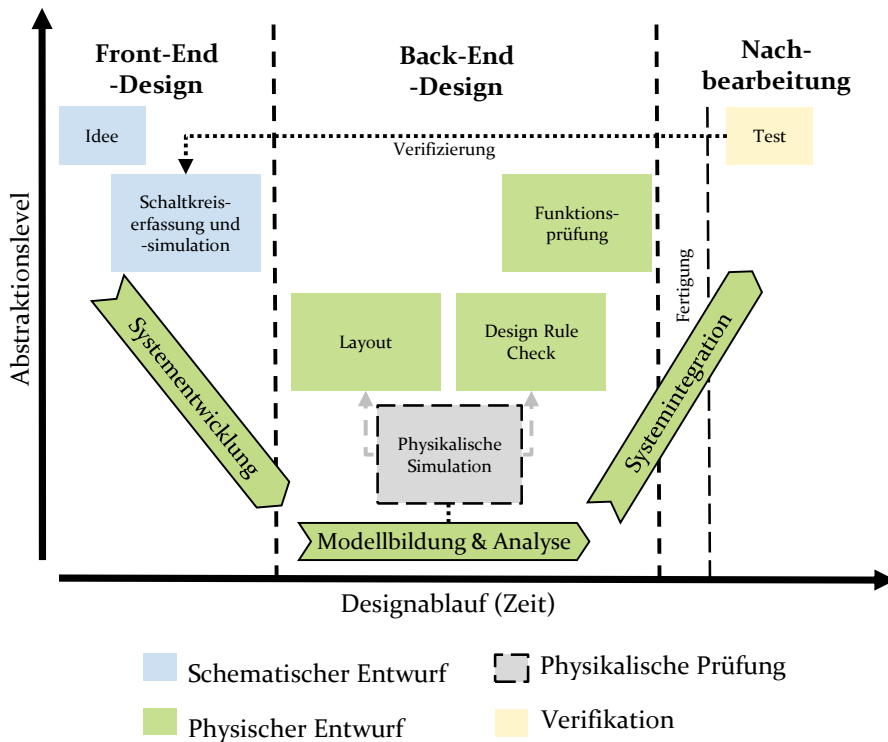 Front-End
-Design
Back-End
-Design
Nach-
bearbeitung
Idee
Verifizierung
Test
Schaltkreis-
erfassung und
-simulation
Funktions-
prüfung
Abstraktionslevel
Fertigung
Layout
Design Rule
Check
Systementwicklung
Physikalische
Simulation
Systemintegration
Modellbildung & Analyse
Designablauf (Zeit)
Schematischer Entwurf
Physikalische Prüfung
Physischer Entwurf
Verifikation